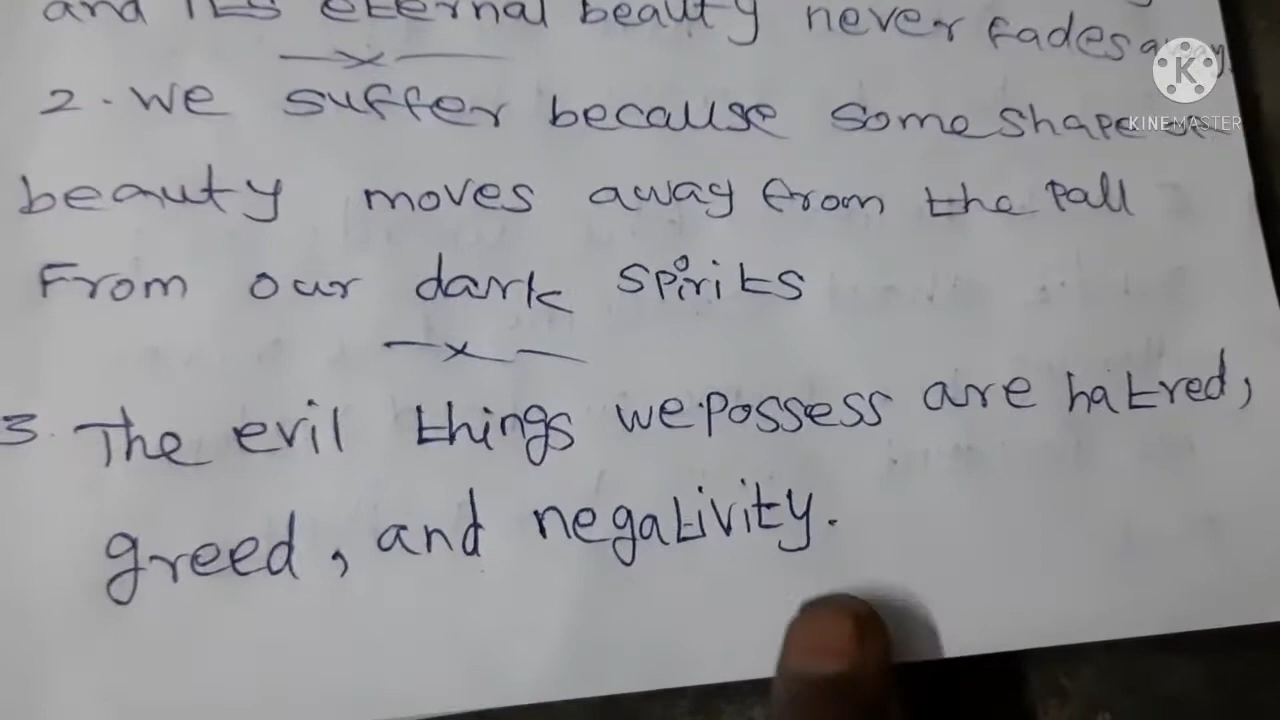 and its eternal beauty never fades away
2. We suffer because some shape of
beauty moves away from the Pall
From our dark spirits
3. The evil things we possess are hatred,
greed, and negativity.
KINEMASTER